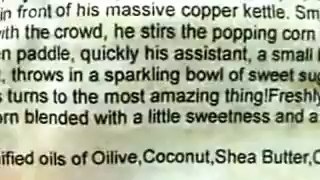 in front of his massive copper kettle. Sm
with the crowd, he stirs the popping corn
n paddle, quickly his assistant, a small
, throws in a sparkling bowl of sweet su
s turns to the most amazing thing!Freshly
rn blended with a little sweetness and a
ified oils of Oilive,Coconut,Shea Butter,C